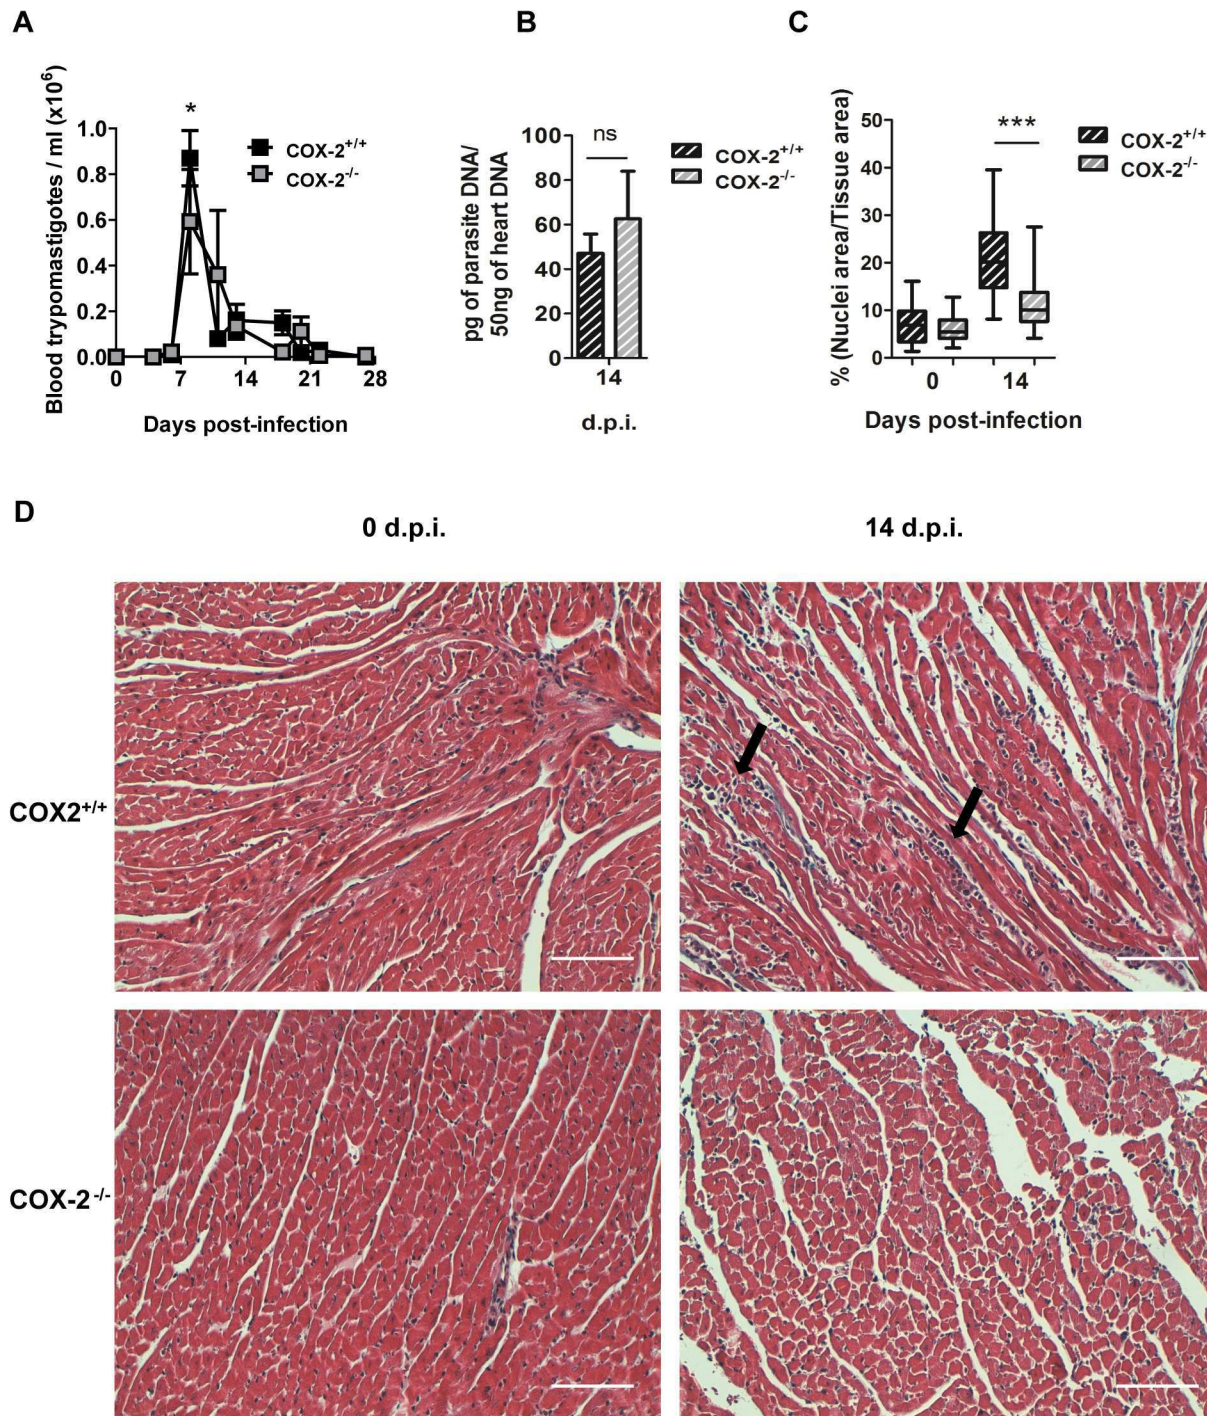 A
Blood trypomastigotes / ml (x10⁶)
*
1.0
0.8
0.6
0.4
0.2
0.0
0 7 14 21 28
Days post-infection
COX-2⁺/⁺
COX-2⁻/⁻
B
pg of parasite DNA/
50ng of heart DNA
100
80
60
40
20
0
ns
14
d.p.i.
COX-2⁺/⁺
COX-2⁻/⁻
C
% (Nuclei area/Tissue area)
50
40
30
20
10
0
***
0 14
Days post-infection
COX-2⁺/⁺
COX-2⁻/⁻
D
0 d.p.i. 14 d.p.i.
COX2⁺/⁺
COX-2⁻/⁻